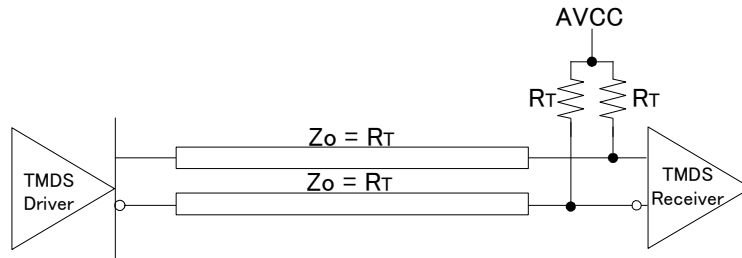 AVCC
RT
RT
Zo = RT
Zo = RT
TMDS
Driver
TMDS
Receiver